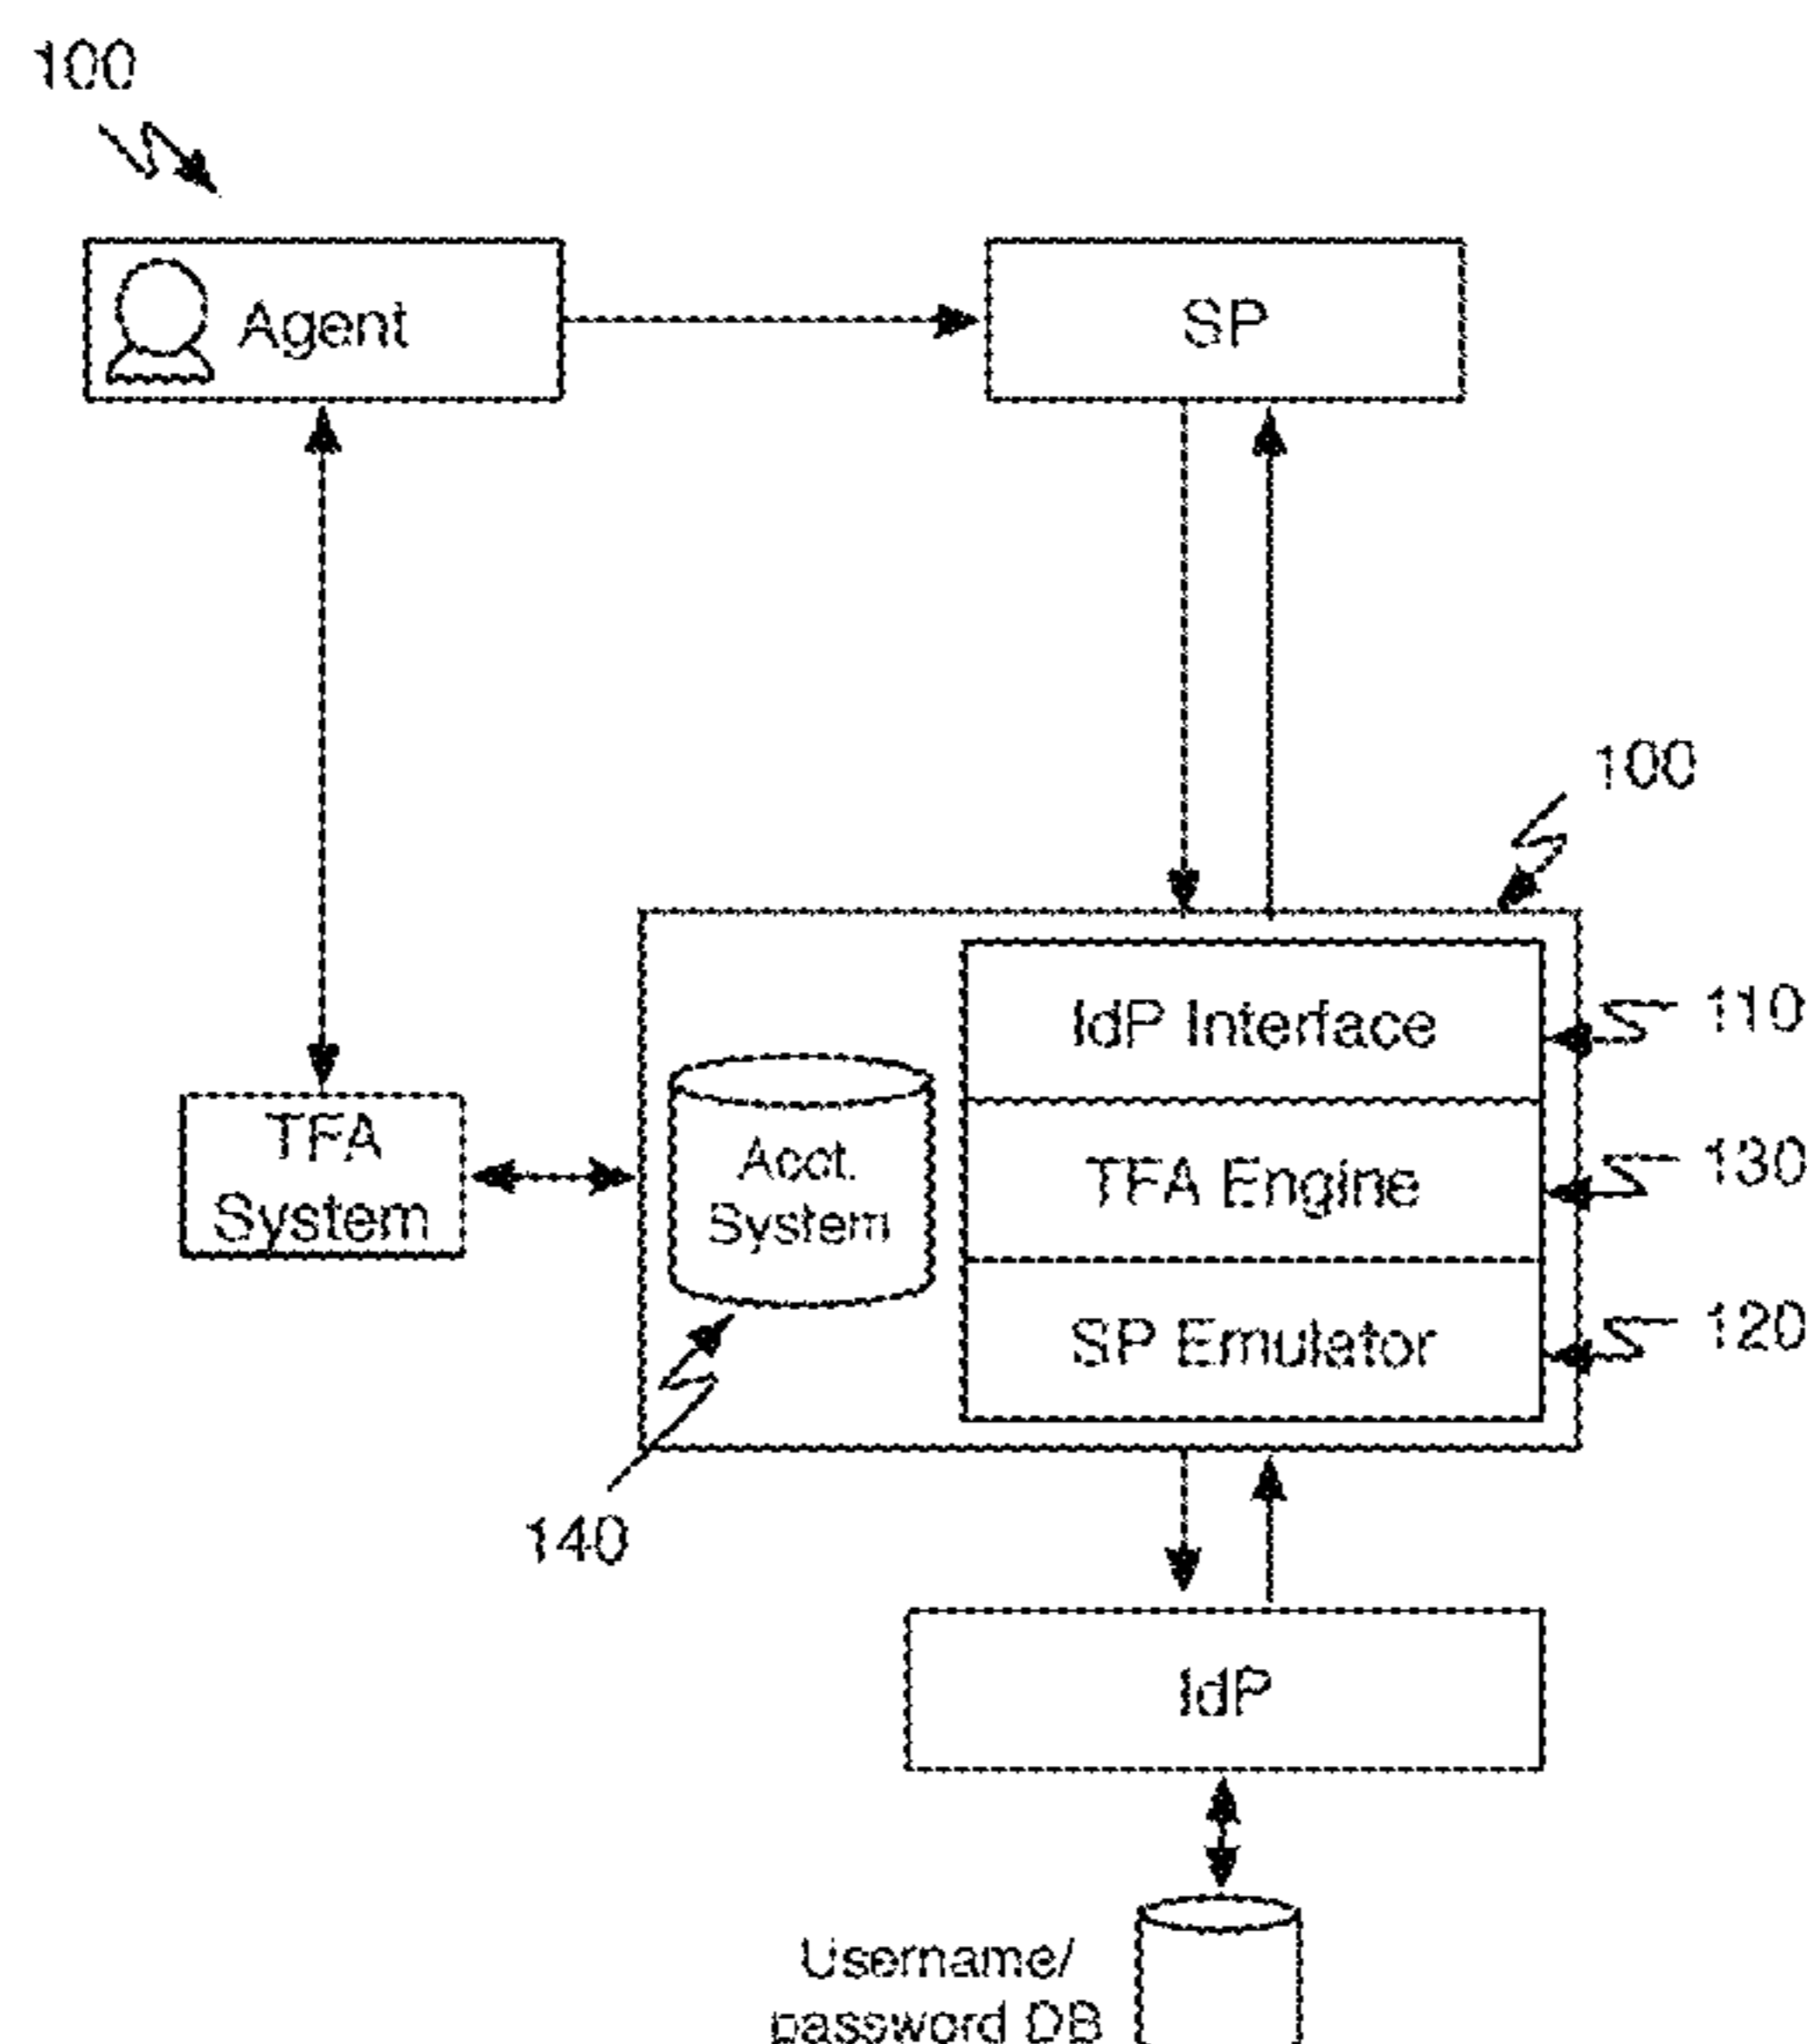 100
Agent
SP
100
IdP Interface
110
TFA
System
Acct.
System
TFA Engine
130
SP Emulator
120
140
IdP
Username/
password DB